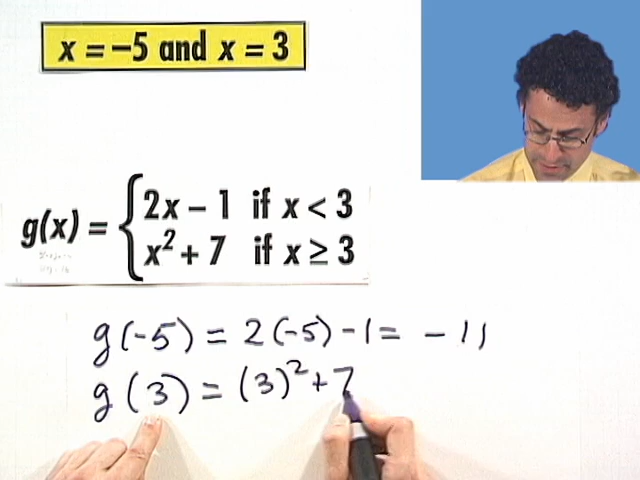 x = −5 and x = 3
g(x) = { 2x − 1 if x < 3
x² + 7 if x ≥ 3
g(-5) = 2(-5) - 1 = - 11
g(3) = (3)² + 7